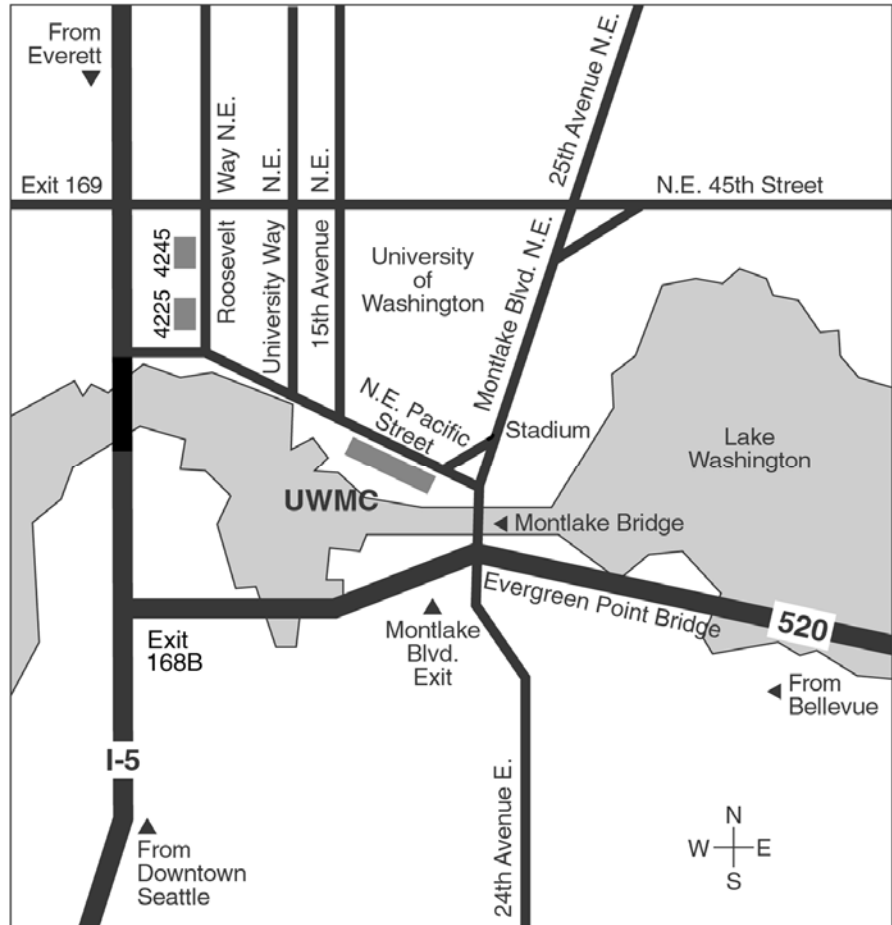 From
Everett
Exit 169
Way N.E.
N.E.
N.E.
25th Avenue N.E.
N.E. 45th Street
4245
4225
Roosevelt
University Way
15th Avenue
University
of
Washington
Montlake Blvd. N.E.
N.E. Pacific
Street
Stadium
Lake
Washington
UWMC
Montlake Bridge
Evergreen Point Bridge
520
Exit
168B
Montlake
Blvd.
Exit
From
Bellevue
I-5
24th Avenue E.
From
Downtown
Seattle
N
W E
S